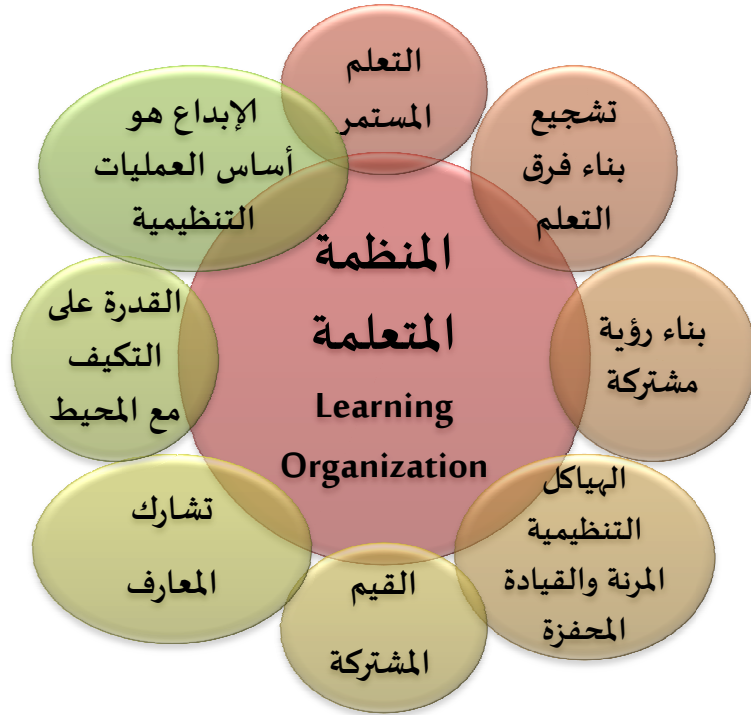 المنظمة
المتعلمة
Learning
Organization
التعلم
المستمر
تشجيع
بناء فرق
التعلم
بناء رؤية
مشتركة
الهياكل
التنظيمية
المرنة والقيادة
المحفزة
القيم
المشتركة
تشارك
المعارف
القدرة على
التكيف
مع المحيط
الإبداع هو
أساس العمليات
التنظيمية